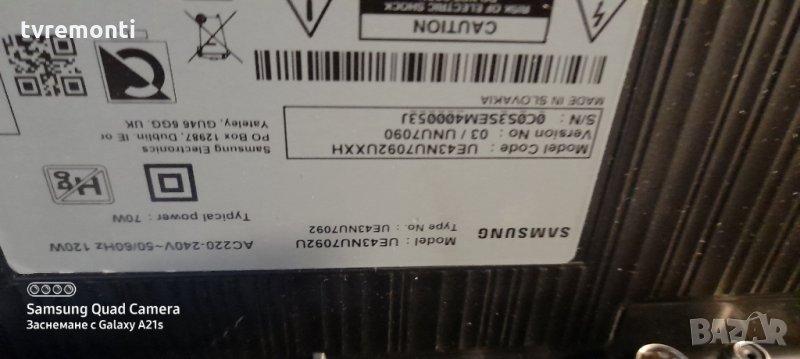 tvremonti
SAMSUNG
Model : UE43NU7092U
Type No. : UE43NU7092
AC220-240V~50/60Hz 120W
Typical power : 70W
Model Code : UE43NU7092UXXH
Version No : 03 / UNU7090
S/N : 0C0S3SEM400053J
MADE IN SLOVAKIA
Samsung Electronics
PO Box 12987, Dublin. IE or
Yateley, GU46 6GG. UK
Hg
CAUTION
RISK OF ELECTRIC SHOCK
Samsung Quad Camera
Заснемане с Galaxy A21s
BAZAR